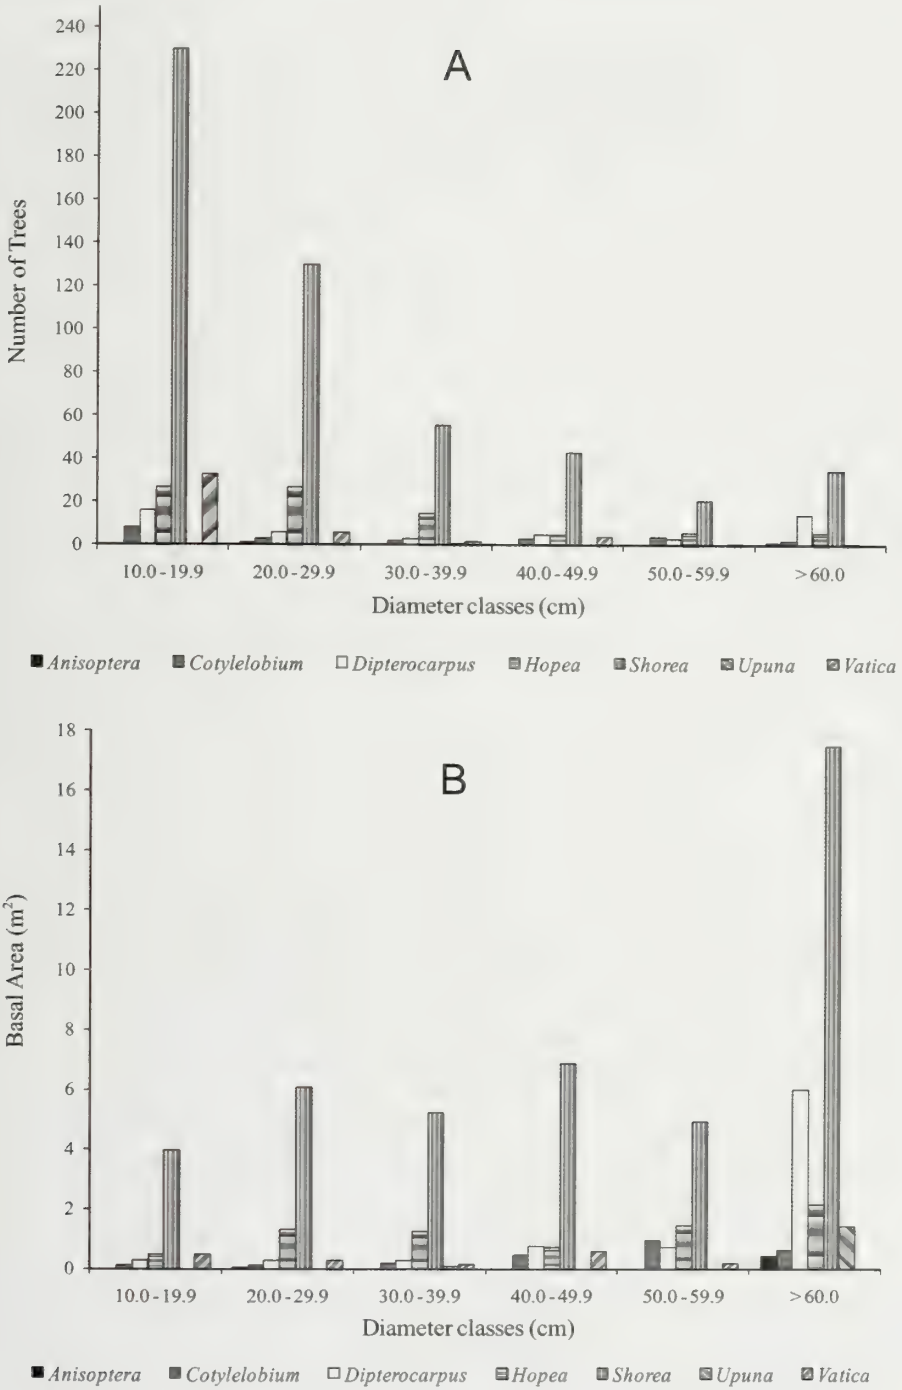 240
220
200
180
160
140
120
100
80
60
40
20
0
Number of Trees
A
10.0-19.9 20.0-29.9 30.0-39.9 40.0-49.9 50.0-59.9 >60.0
Diameter classes (cm)
Anisoptera Cotylelobium Dipterocarpus Hopea Shorea Upuna Vatica
18
16
14
12
10
8
6
4
2
0
Basal Area (m²)
B
10.0-19.9 20.0-29.9 30.0-39.9 40.0-49.9 50.0-59.9 >60.0
Diameter classes (cm)
Anisoptera Cotylelobium Dipterocarpus Hopea Shorea Upuna Vatica